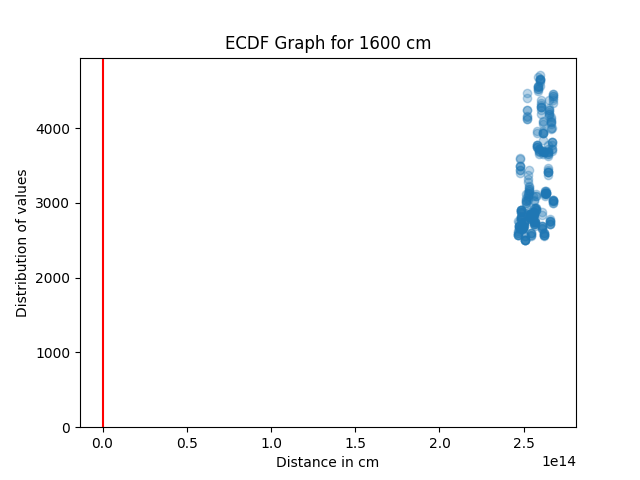 ECDF Graph for 1600 cm
Distribution of values
4000
3000
2000
1000
0
0.0 0.5 1.0 1.5 2.0 2.5
1e14
Distance in cm